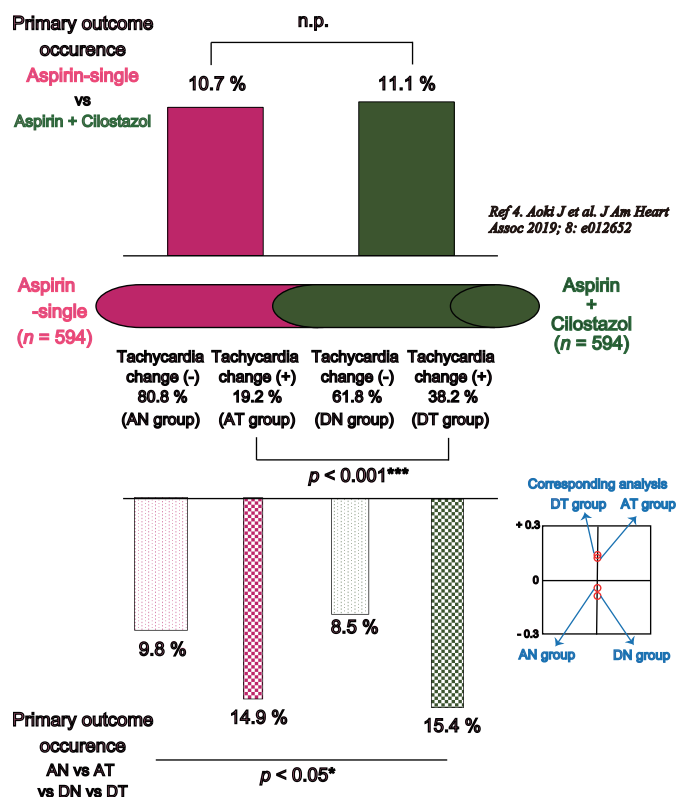 Primary outcome
occurence
Aspirin-single
vs
Aspirin + Cilostazol
n.p.
10.7 %
11.1 %
Ref 4. Aoki J et al. J Am Heart
Assoc 2019; 8: e012652
Aspirin
-single
(n = 594)
Aspirin
+
Cilostazol
(n = 594)
Tachycardia
change (-)
80.8 %
(AN group)
Tachycardia
change (+)
19.2 %
(AT group)
Tachycardia
change (-)
61.8 %
(DN group)
Tachycardia
change (+)
38.2 %
(DT group)
p < 0.001***
9.8 %
14.9 %
8.5 %
15.4 %
Corresponding analysis
DT group
AT group
+ 0.3
0
- 0.3
AN group
DN group
Primary outcome
occurence
AN vs AT
vs DN vs DT
p < 0.05*